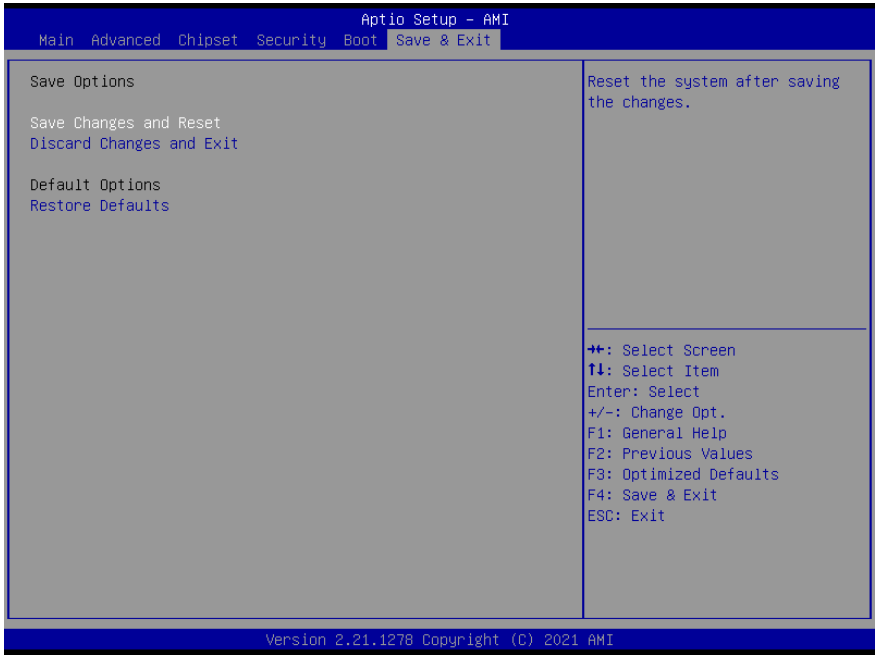 Aptio Setup – AMI
Main Advanced Chipset Security Boot Save & Exit
Save Options
Save Changes and Reset
Discard Changes and Exit
Default Options
Restore Defaults
Reset the system after saving
the changes.
→←: Select Screen
↑↓: Select Item
Enter: Select
+/-: Change Opt.
F1: General Help
F2: Previous Values
F3: Optimized Defaults
F4: Save & Exit
ESC: Exit
Version 2.21.1278 Copyright (C) 2021 AMI